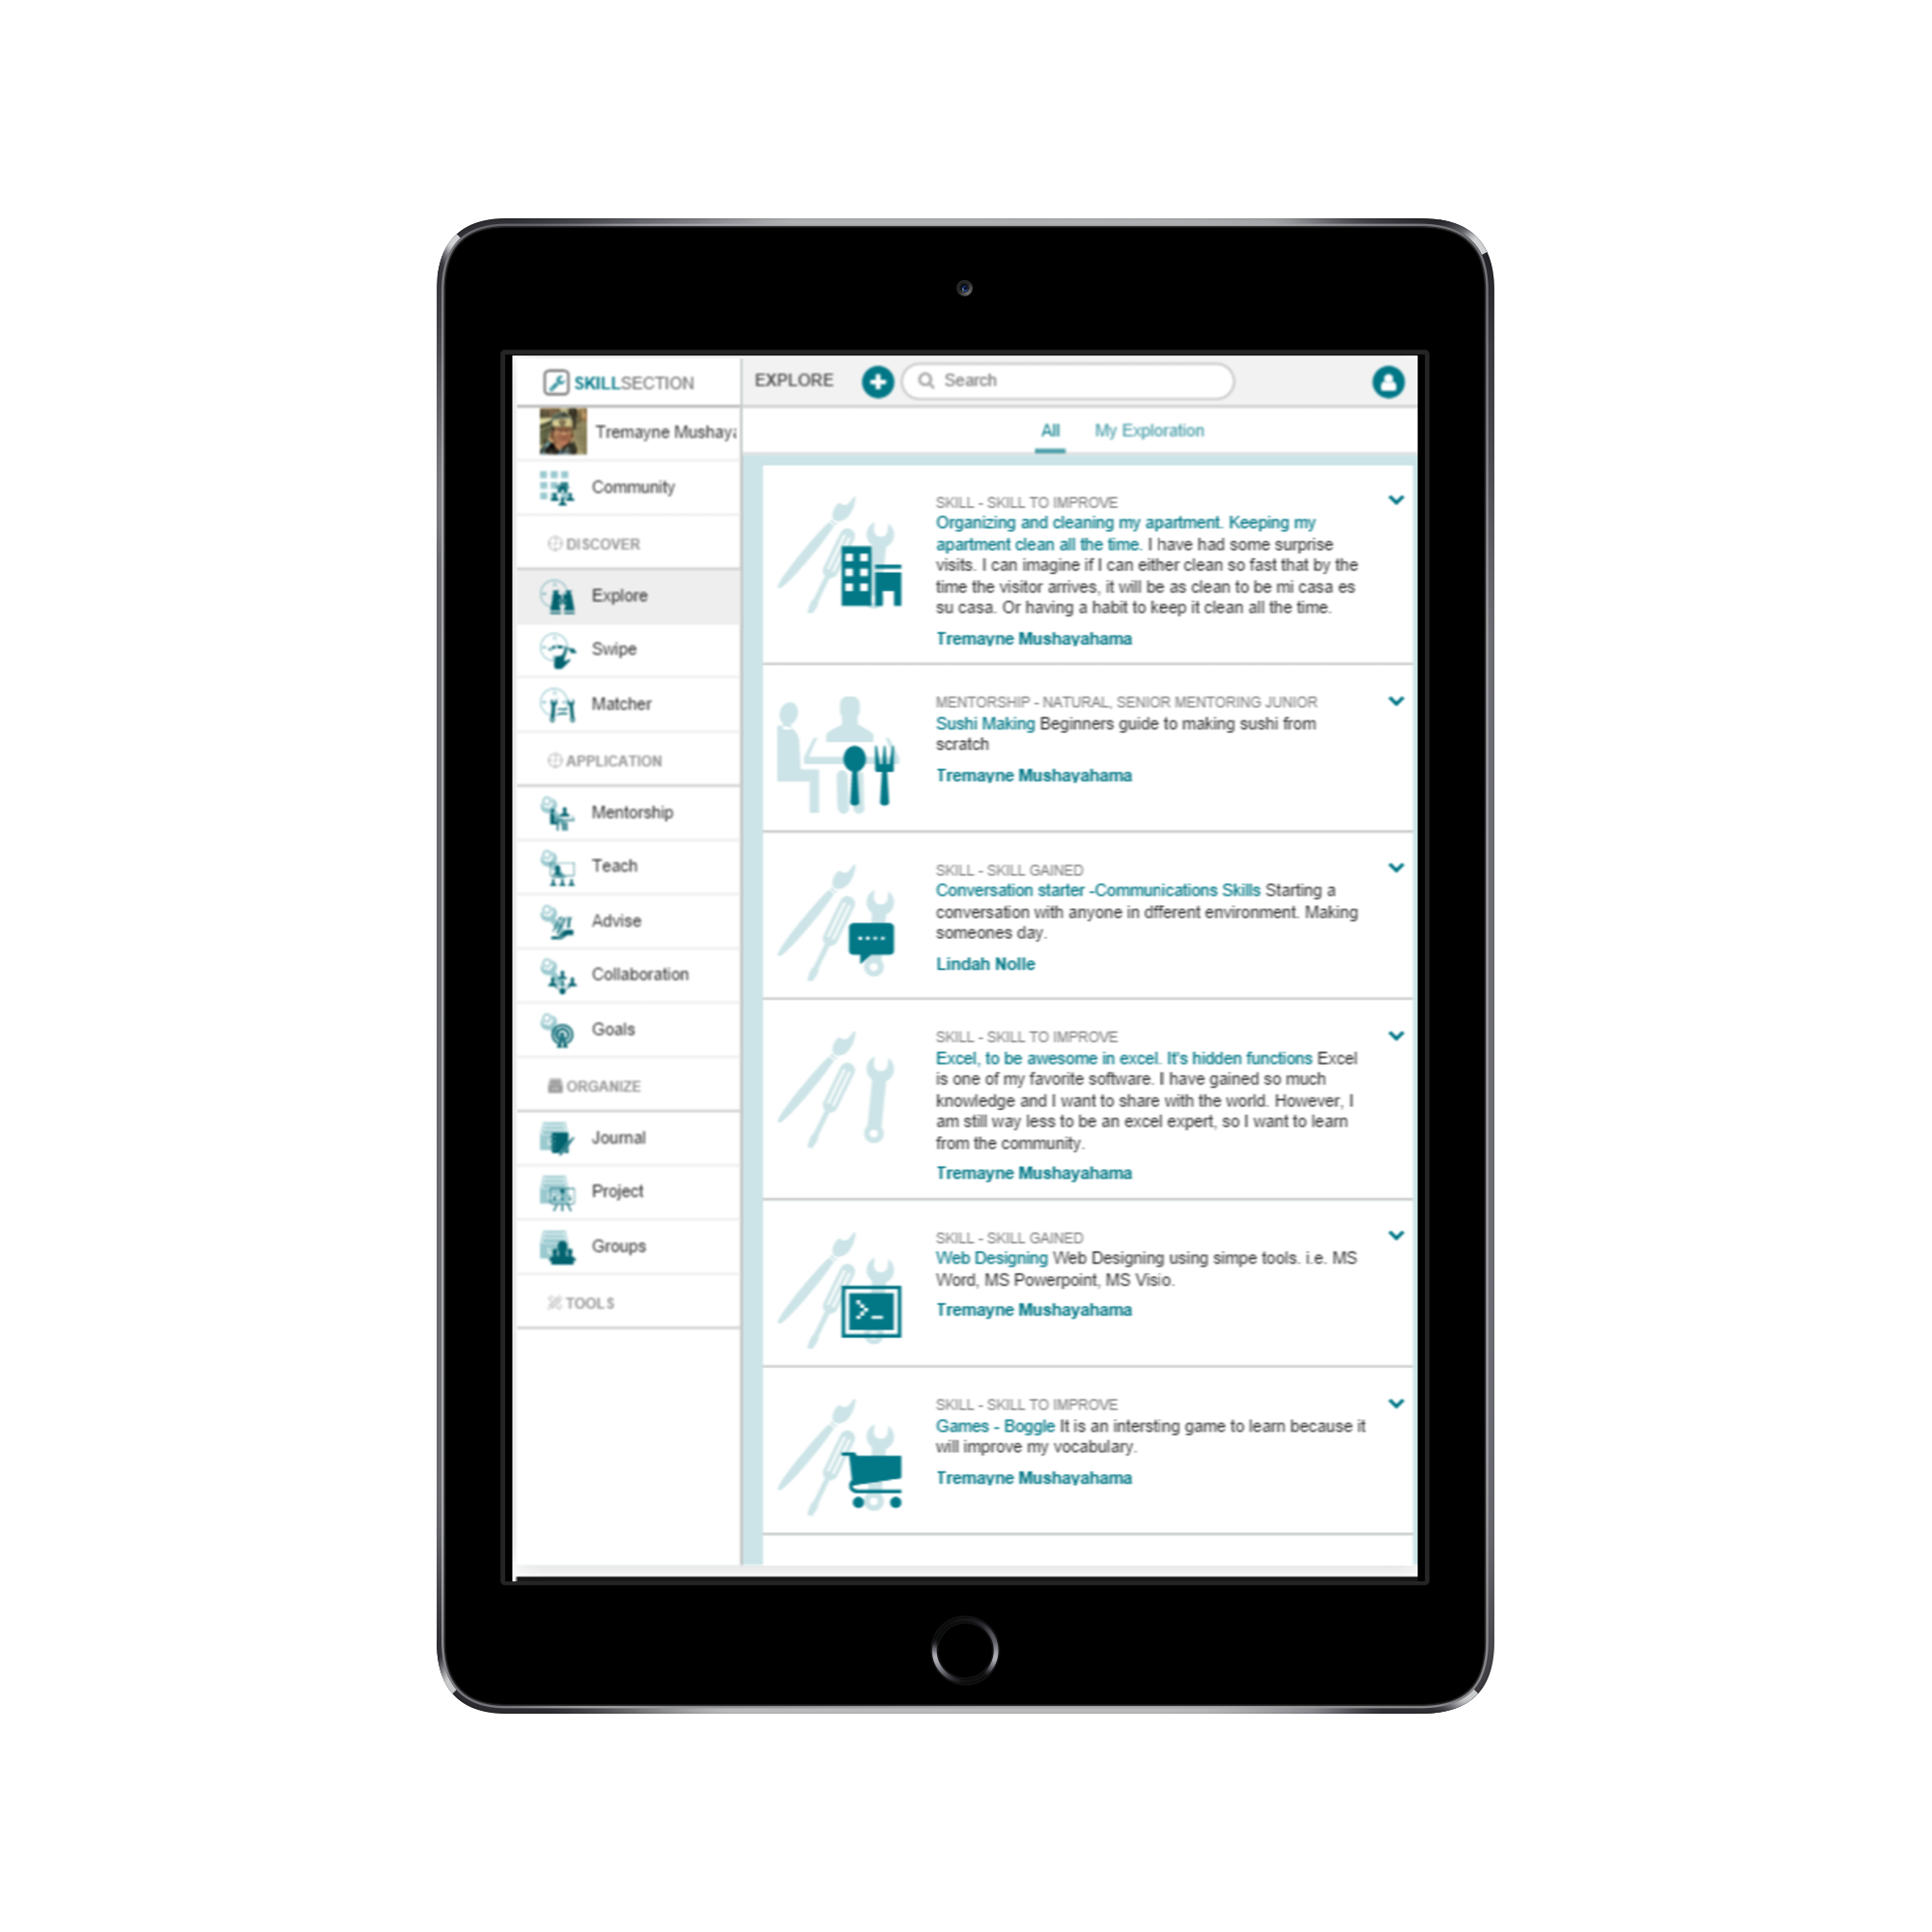 SKILLSECTION
Tremayne Mushaya
Community
DISCOVER
Explore
Swipe
Matcher
APPLICATION
Mentorship
Teach
Advise
Collaboration
Goals
ORGANIZE
Journal
Project
Groups
TOOLS
EXPLORE
Search
All My Exploration
SKILL - SKILL TO IMPROVE
Organizing and cleaning my apartment. Keeping my
apartment clean all the time. I have had some surprise
visits. I can imagine if I can either clean so fast that by the
time the visitor arrives, it will be as clean to be mi casa es
su casa. Or having a habit to keep it clean all the time.
Tremayne Mushayahama
MENTORSHIP - NATURAL, SENIOR MENTORING JUNIOR
Sushi Making Beginners guide to making sushi from
scratch
Tremayne Mushayahama
SKILL - SKILL GAINED
Conversation starter -Communications Skills Starting a
conversation with anyone in dfferent environment. Making
someones day.
Lindah Nolle
SKILL - SKILL TO IMPROVE
Excel, to be awesome in excel. It's hidden functions Excel
is one of my favorite software. I have gained so much
knowledge and I want to share with the world. However, I
am still way less to be an excel expert, so I want to learn
from the community.
Tremayne Mushayahama
SKILL - SKILL GAINED
Web Designing Web Designing using simpe tools. i.e. MS
Word, MS Powerpoint, MS Visio.
Tremayne Mushayahama
SKILL - SKILL TO IMPROVE
Games - Boggle It is an intersting game to learn because it
will improve my vocabulary.
Tremayne Mushayahama